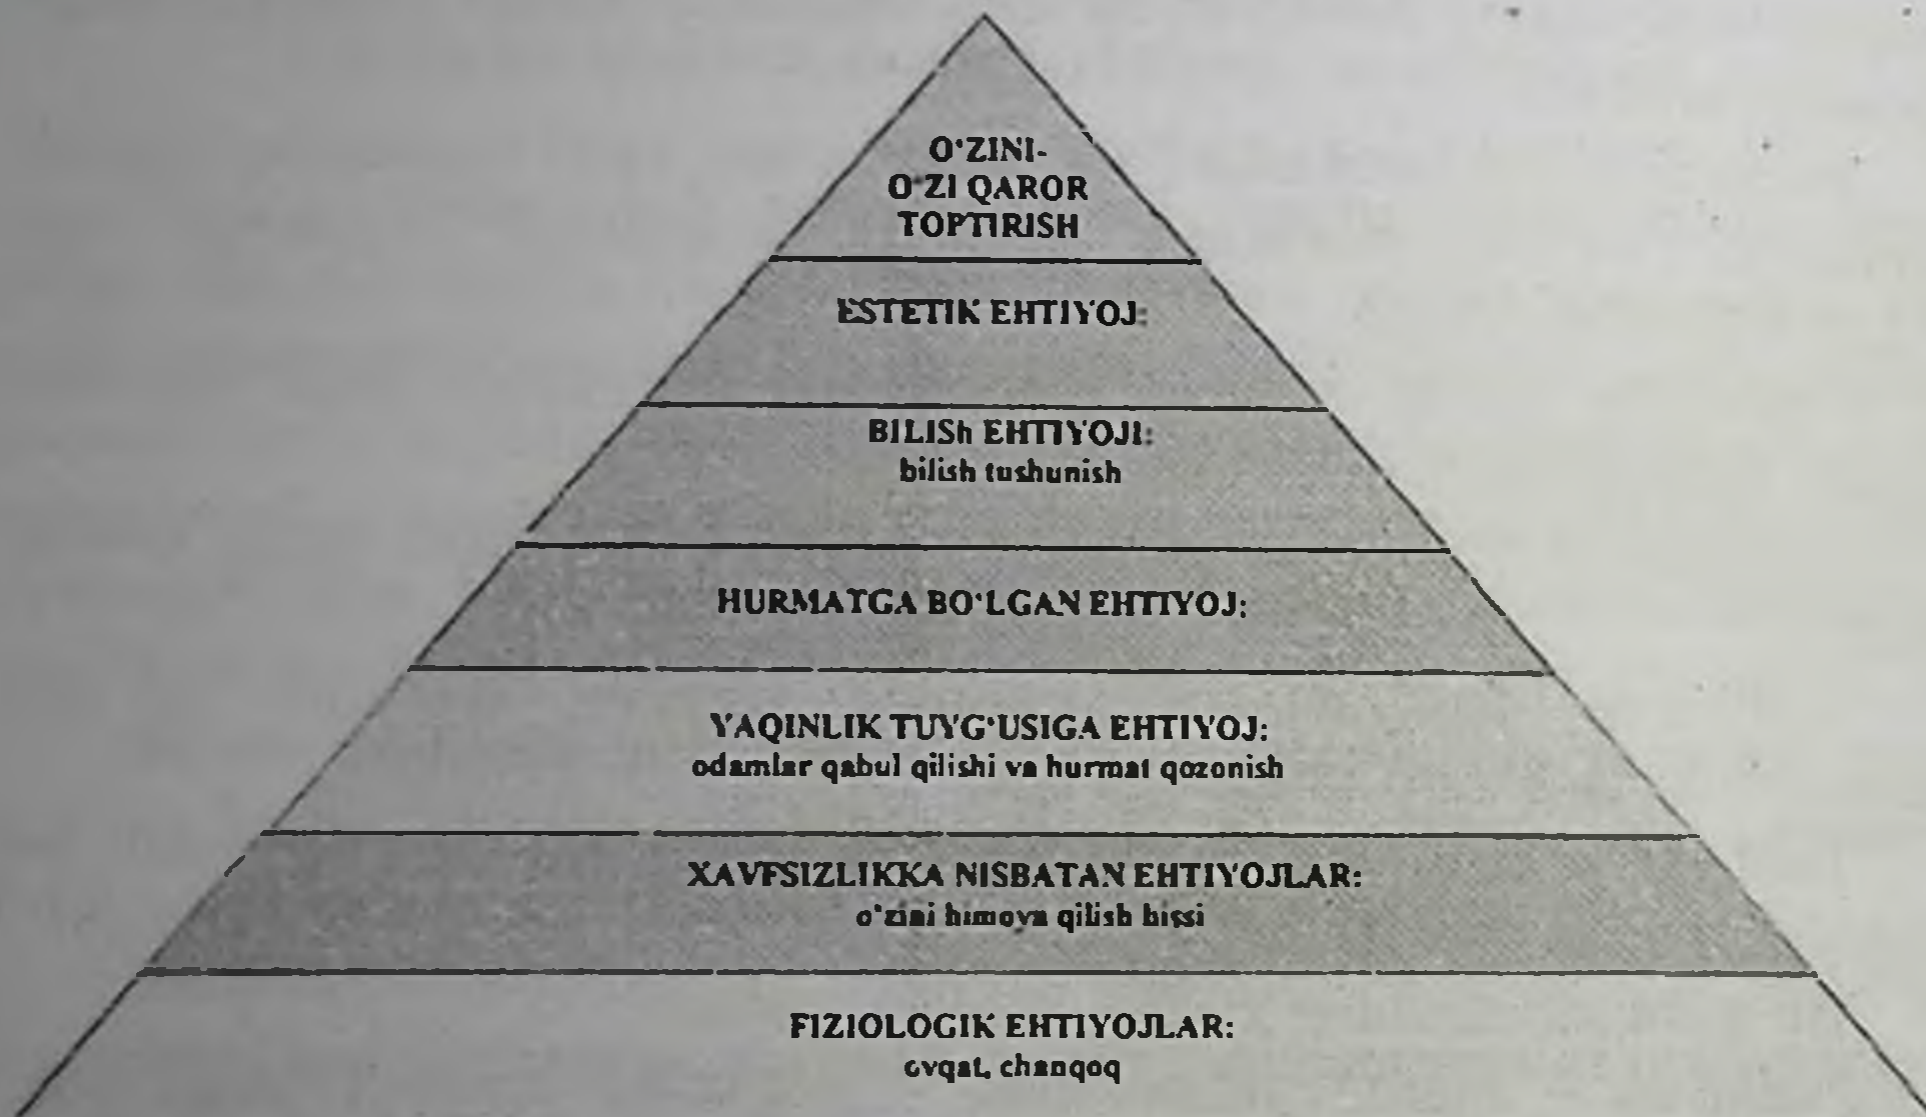 O'ZINI-
O'ZI QAROR
TOPTIRISH
ESTETIK EHTIYOJ:
BILISh EHTIYOJI:
bilish tushunish
HURMATGA BO'LGAN EHTIYOJ:
YAQINLIK TUYG'USIGA EHTIYOJ:
odamlar qabul qilishi va hurmat qozonish
XAVFSIZLIKKA NISBATAN EHTIYOJLAR:
o'zini himoya qilish hissi
FIZIOLOGIK EHTIYOJLAR:
ovqat, chanqoq